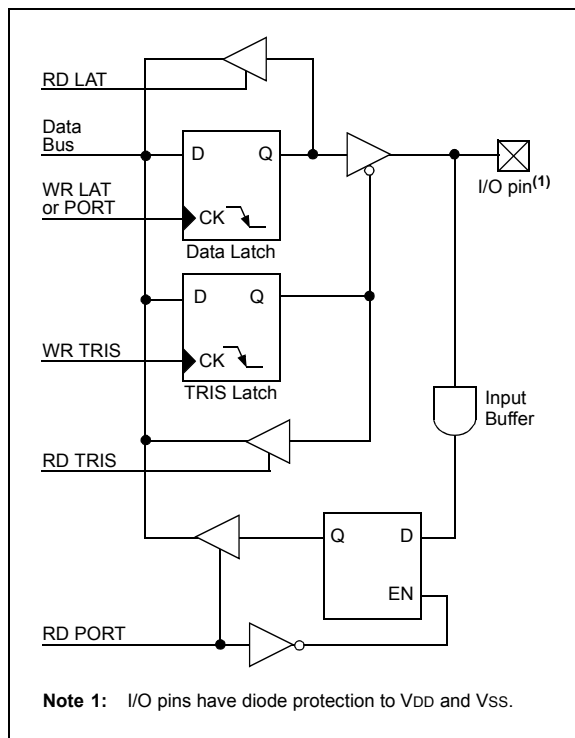 RD LAT
Data
Bus
D Q
WR LAT
or PORT
CK
Data Latch
I/O pin(1)
D Q
WR TRIS
CK
TRIS Latch
Input
Buffer
RD TRIS
Q D
EN
RD PORT
Note 1: I/O pins have diode protection to VDD and VSS.